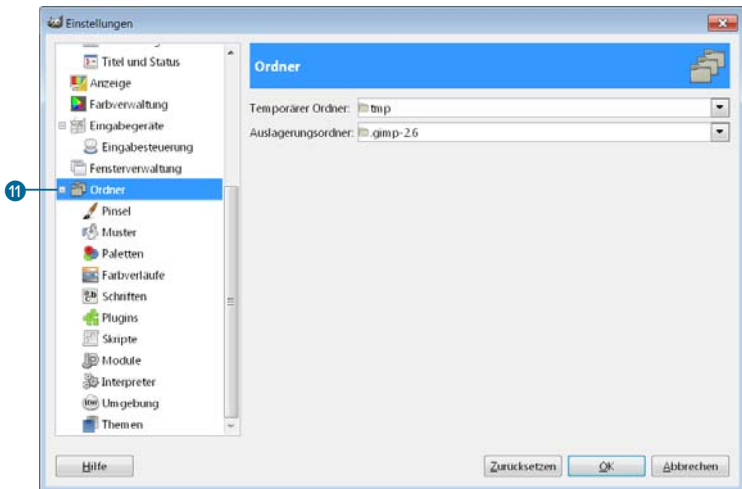 Einstellungen
Titel und Status
Anzeige
Farbverwaltung
Eingabegeräte
Eingabesteuerung
Fensterverwaltung
Ordner
Pinsel
Muster
Paletten
Farbverläufe
Schriften
Plugins
Skripte
Module
Interpreter
Umgebung
Themen
Ordner
Temporärer Ordner: tmp
Auslagerungsordner: .gimp-2.6
11
Hilfe
Zurücksetzen
OK
Abbrechen